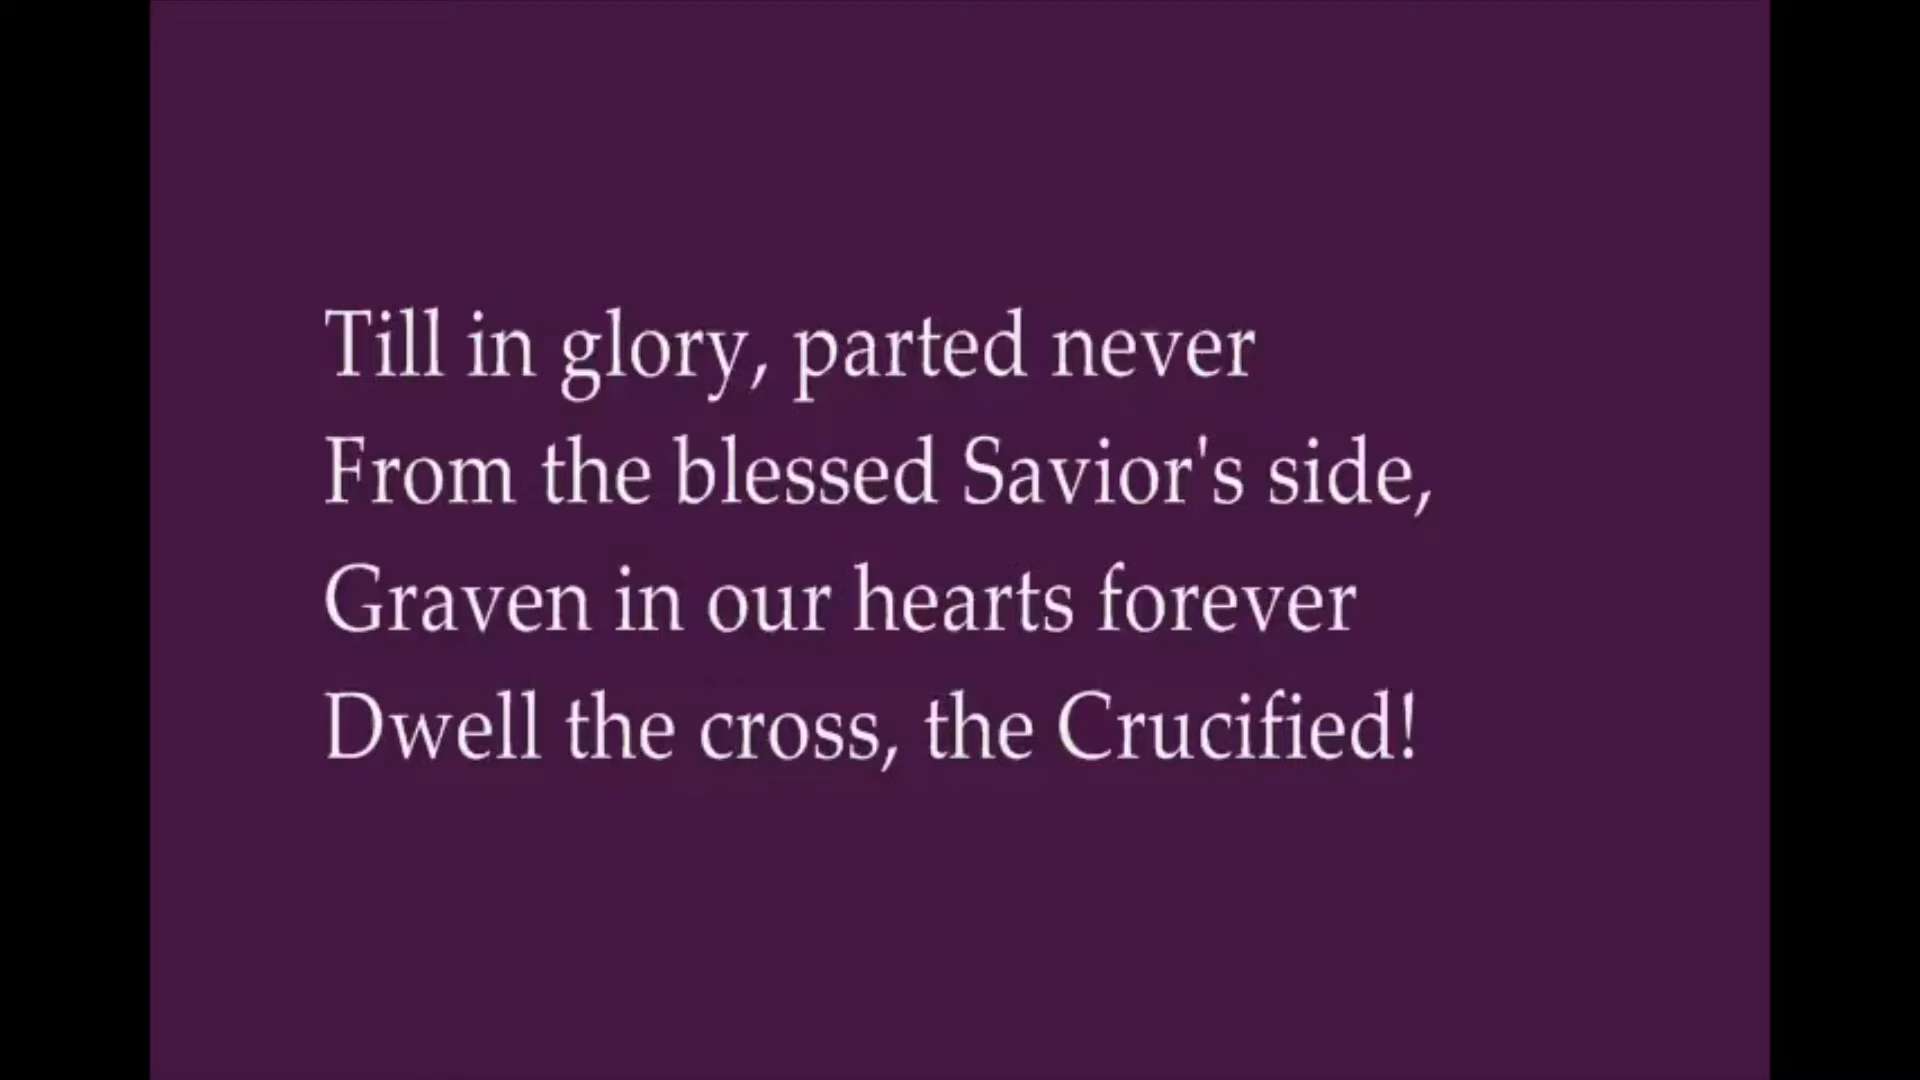 Till in glory, parted never
From the blessed Savior's side,
Graven in our hearts forever
Dwell the cross, the Crucified!